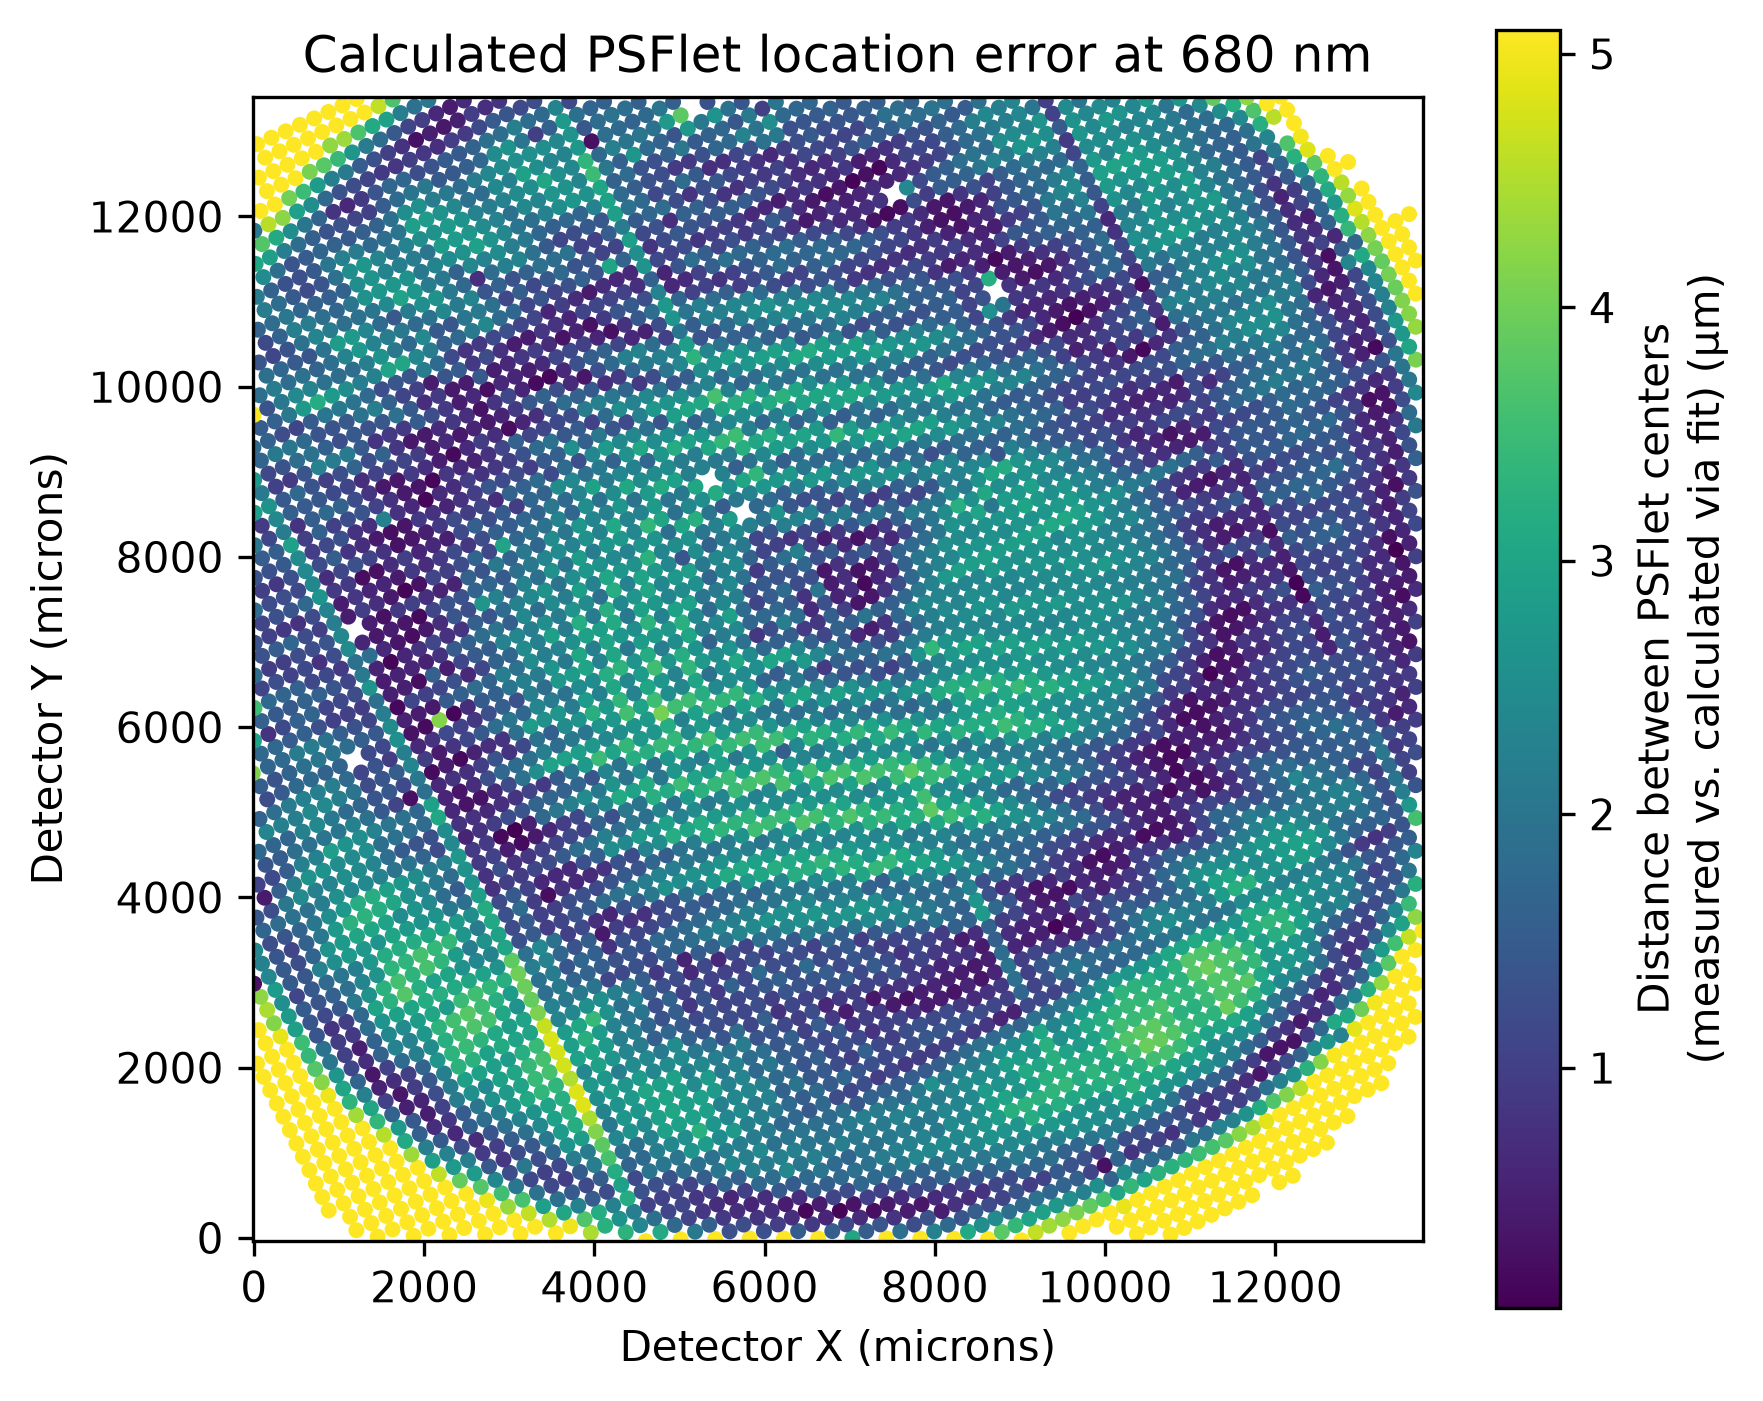 Calculated PSFlet location error at 680 nm
12000
10000
8000
6000
4000
2000
0
Detector Y (microns)
0 2000 4000 6000 8000 10000 12000
Detector X (microns)
5
4
3
2
1
Distance between PSFlet centers
(measured vs. calculated via fit) (μm)